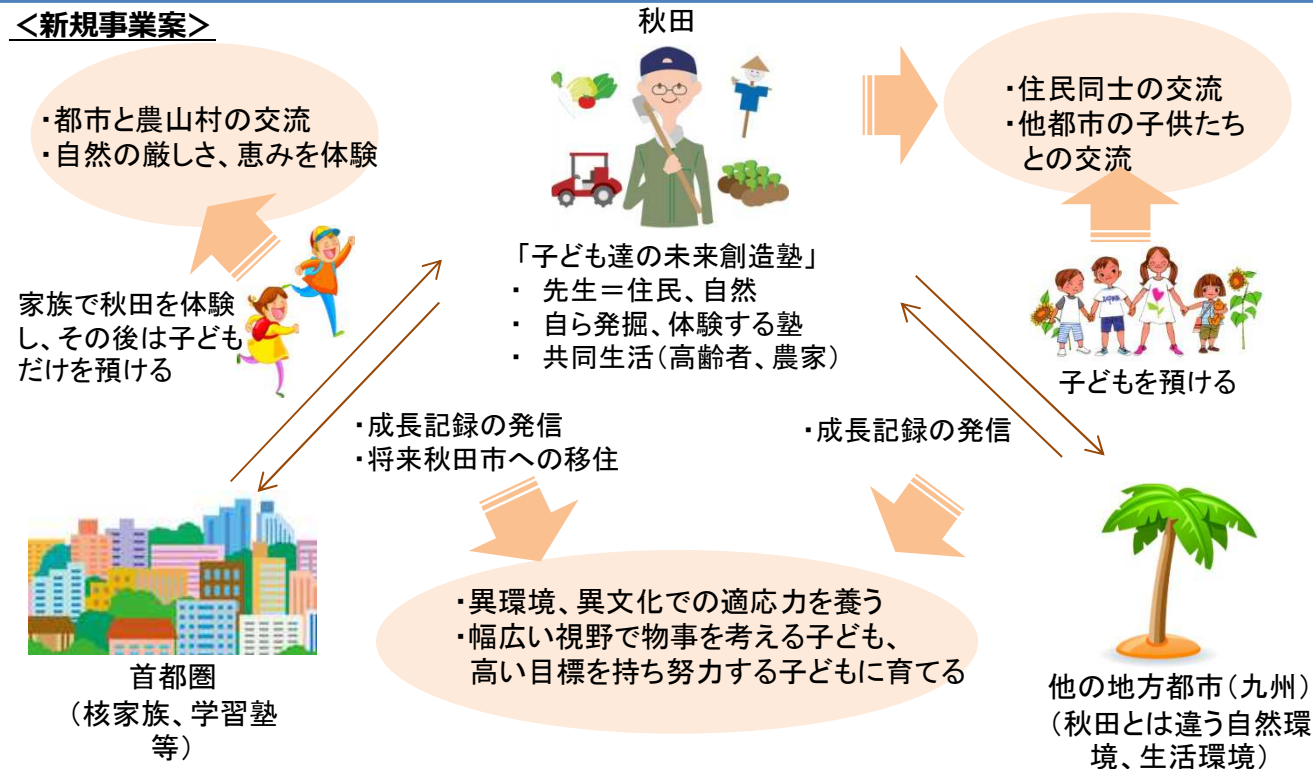 <新規事業案>
秋田
・都市と農山村の交流
・自然の厳しさ、恵みを体験
・住民同士の交流
・他都市の子供たち
との交流
「子ども達の未来創造塾」
・ 先生＝住民、自然
・ 自ら発掘、体験する塾
・ 共同生活（高齢者、農家）
家族で秋田を体験
し、その後は子ども
だけを預ける
子どもを預ける
・成長記録の発信
・将来秋田市への移住
・成長記録の発信
・異環境、異文化での適応力を養う
・幅広い視野で物事を考える子ども、
高い目標を持ち努力する子どもに育てる
首都圏
（核家族、学習塾
等）
他の地方都市（九州）
（秋田とは違う自然環
境、生活環境）